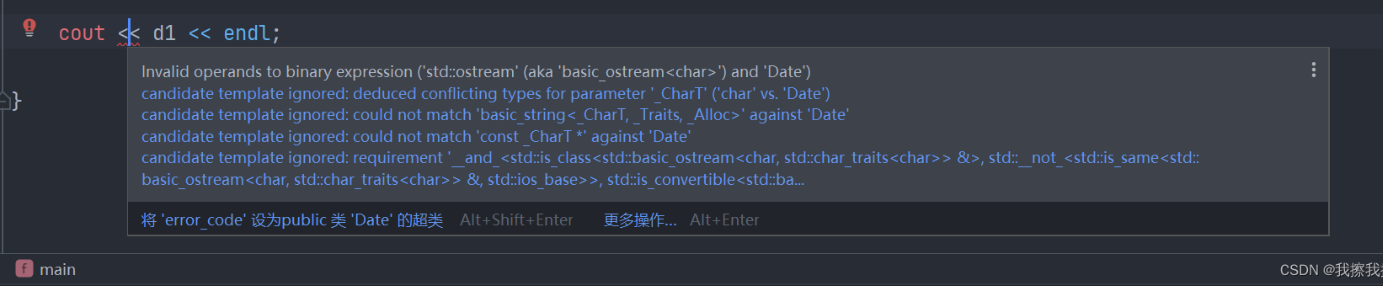 cout << d1 << endl;
Invalid operands to binary expression ('std::ostream' (aka 'basic_ostream<char>') and 'Date')
candidate template ignored: deduced conflicting types for parameter '_CharT' ('char' vs. 'Date')
candidate template ignored: could not match 'basic_string<_CharT, _Traits, _Alloc>' against 'Date'
candidate template ignored: could not match 'const _CharT *' against 'Date'
candidate template ignored: requirement '__and_<std::is_class<std::basic_ostream<char, std::char_traits<char>> &>, std::__not_<std::is_same<std::
basic_ostream<char, std::char_traits<char>> &, std::ios_base>>, std::is_convertible<std::ba...
}
将 'error_code' 设为public 类 'Date' 的超类 Alt+Shift+Enter 更多操作... Alt+Enter
f main
CSDN @我擦我